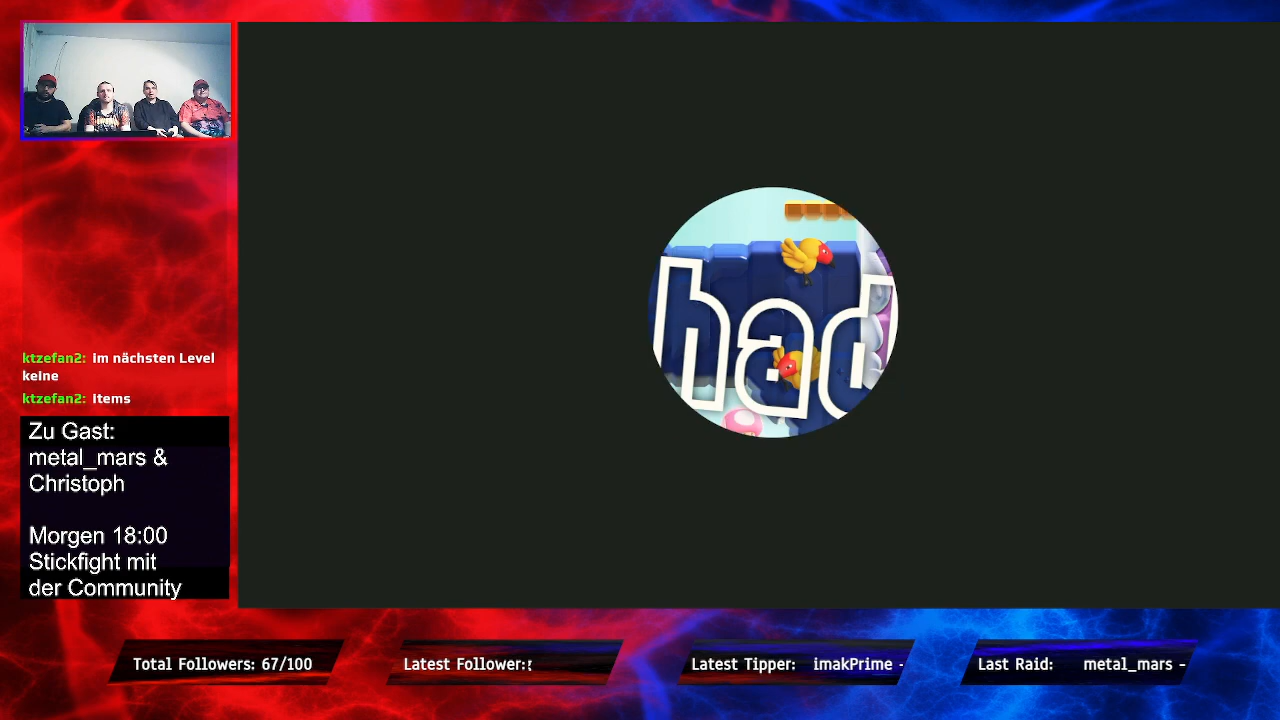 ktzefan2: im nächsten Level
keine
ktzefan2: Items
Zu Gast:
metal_mars &
Christoph
Morgen 18:00
Stickfight mit
der Community
had
Total Followers: 67/100
Latest Follower:
Latest Tipper: imakPrime -
Last Raid: metal_mars -